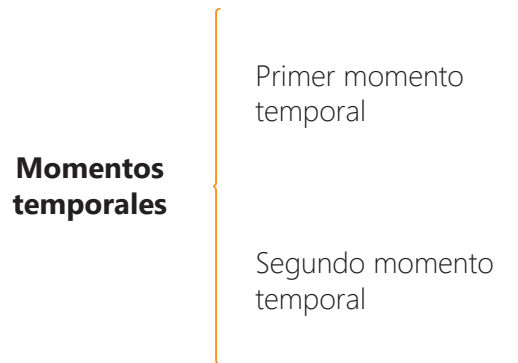 Primer momento
temporal
Momentos
temporales
Segundo momento
temporal